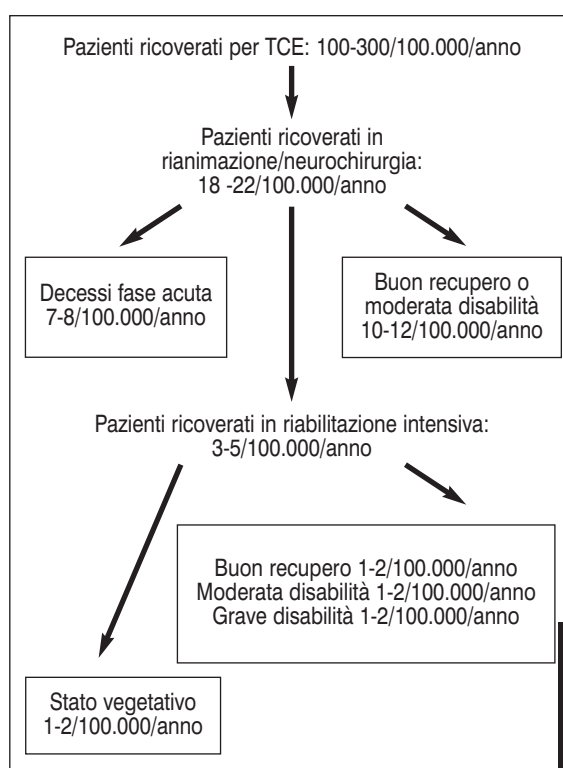 Pazienti ricoverati per TCE: 100-300/100.000/anno
Pazienti ricoverati in
rianimazione/neurochirurgia:
18 -22/100.000/anno
Decessi fase acuta
7-8/100.000/anno
Buon recupero o
moderata disabilità
10-12/100.000/anno
Pazienti ricoverati in riabilitazione intensiva:
3-5/100.000/anno
Buon recupero 1-2/100.000/anno
Moderata disabilità 1-2/100.000/anno
Grave disabilità 1-2/100.000/anno
Stato vegetativo
1-2/100.000/anno